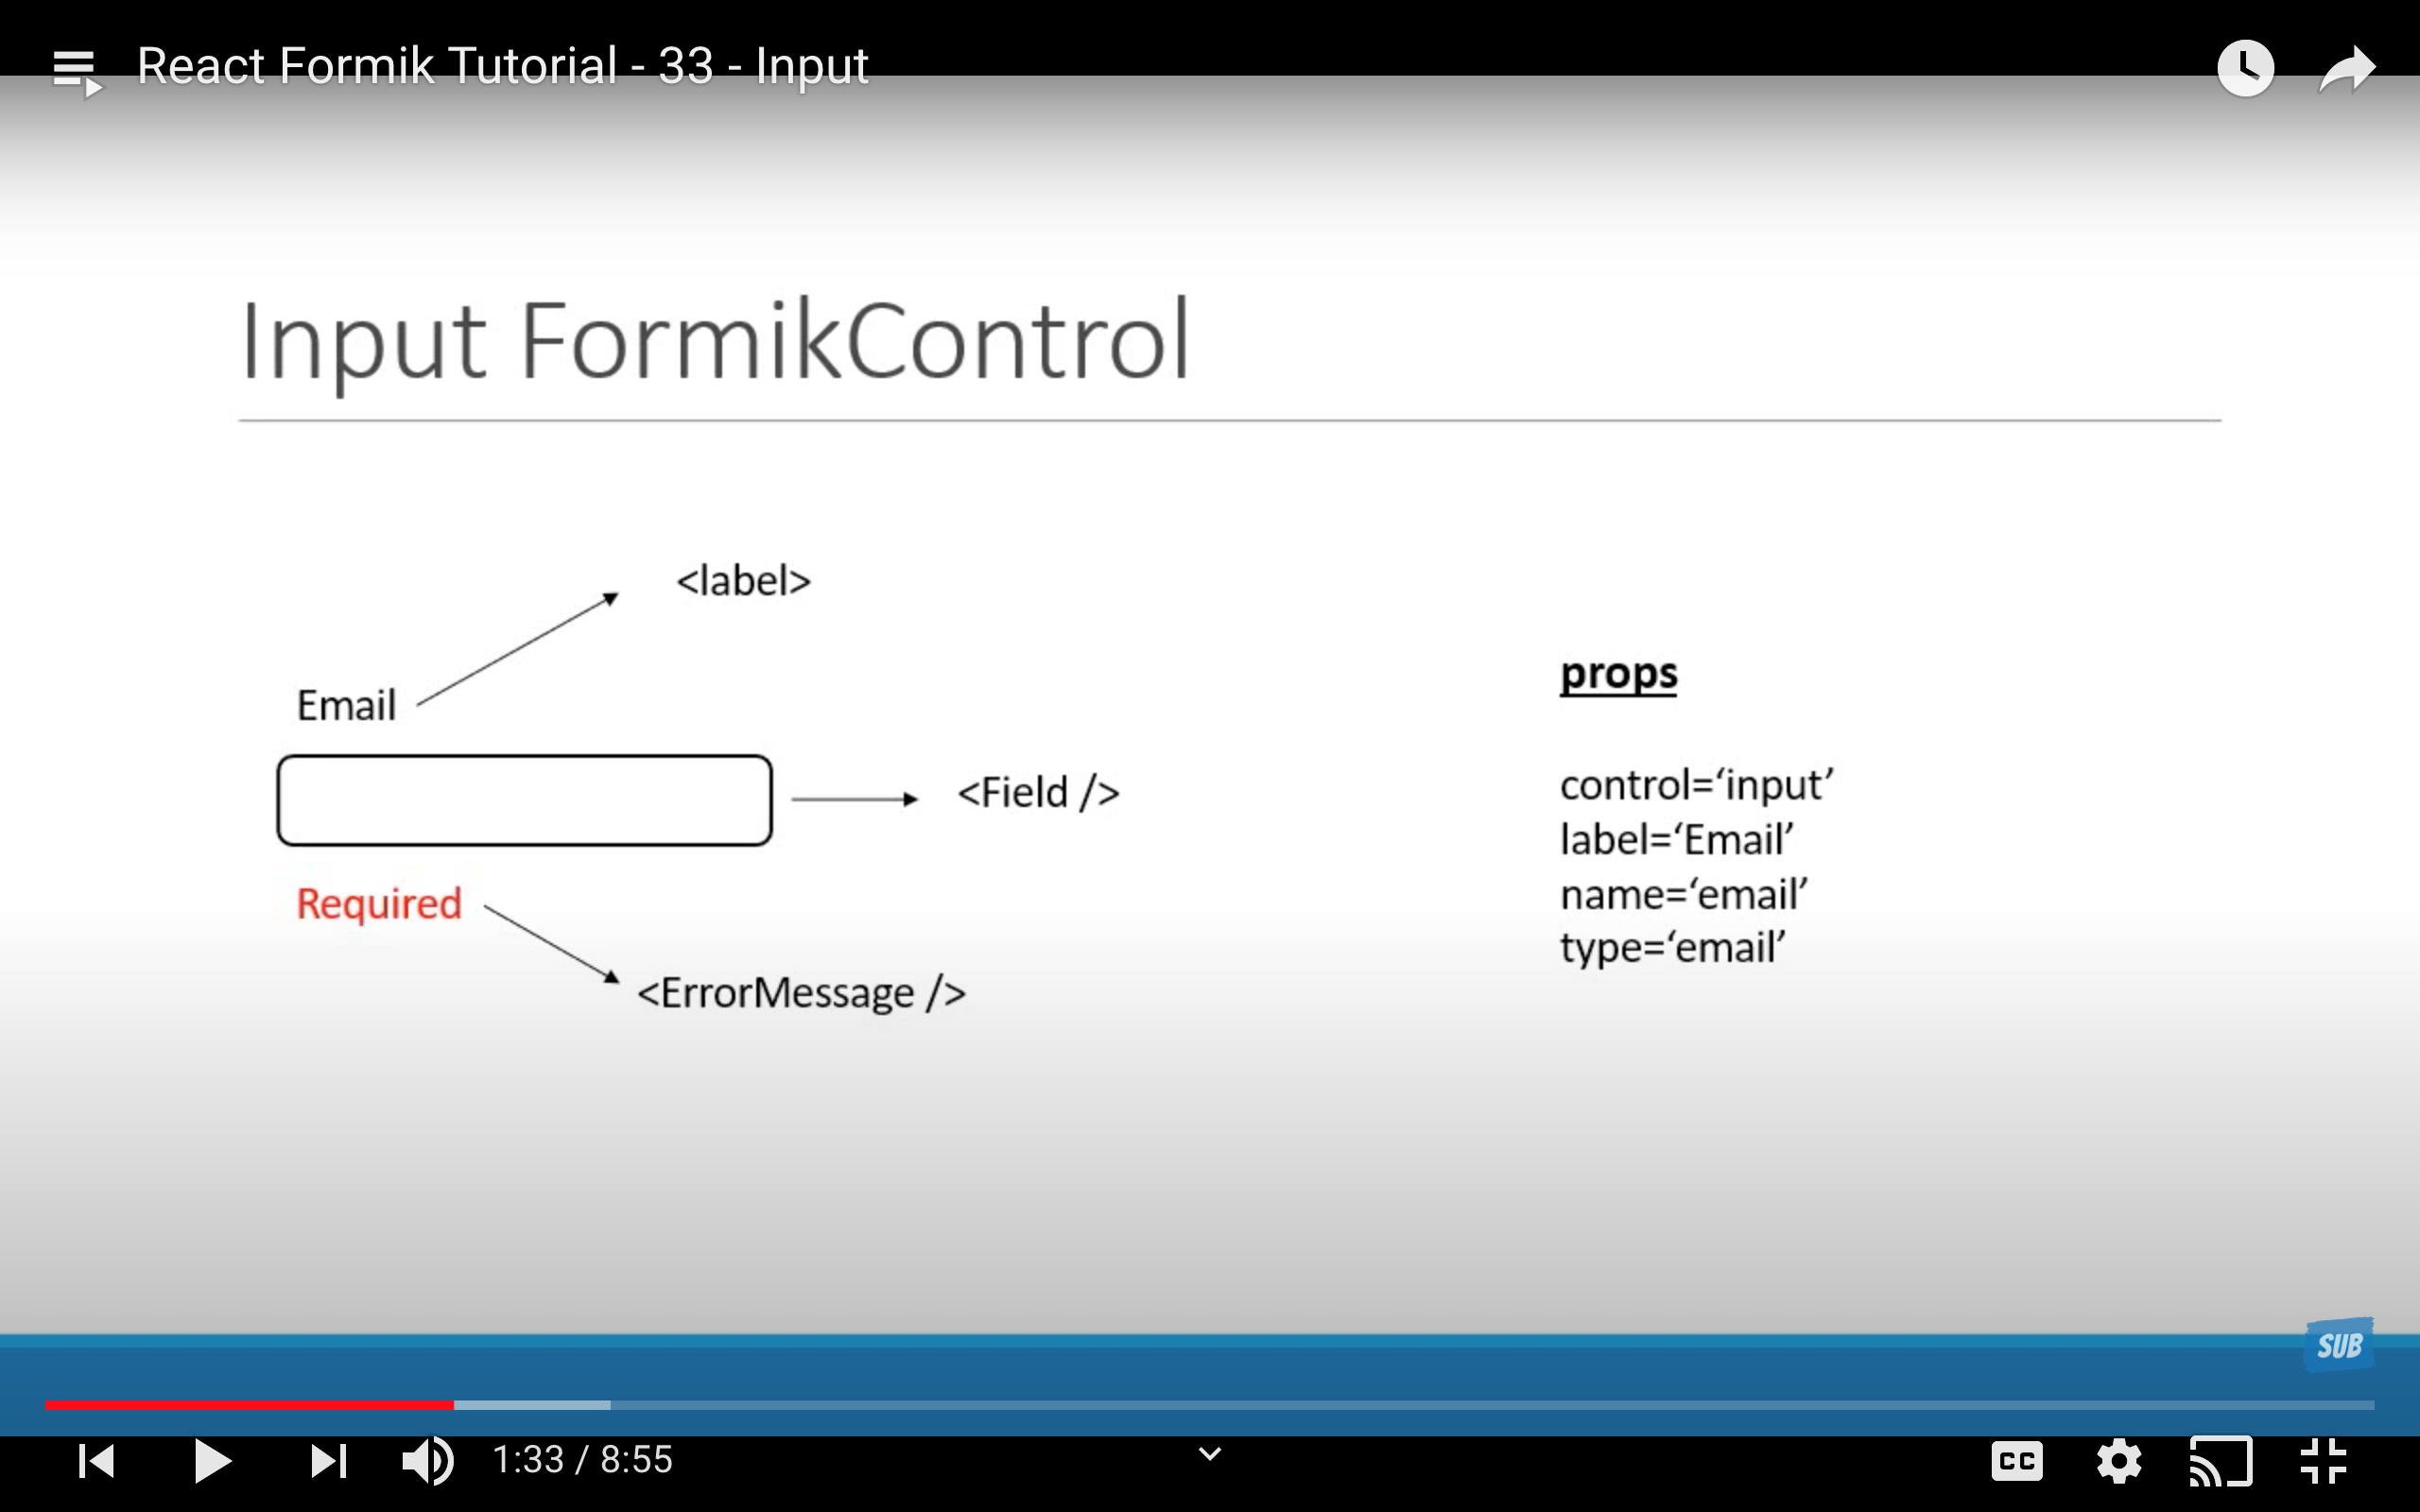 React Formik Tutorial - 33 - Input
Input FormikControl
<label>
Email
<Field />
Required
<ErrorMessage />
props
control=‘input’
label=‘Email’
name=‘email’
type=‘email’
SUB
1:33 / 8:55
CC